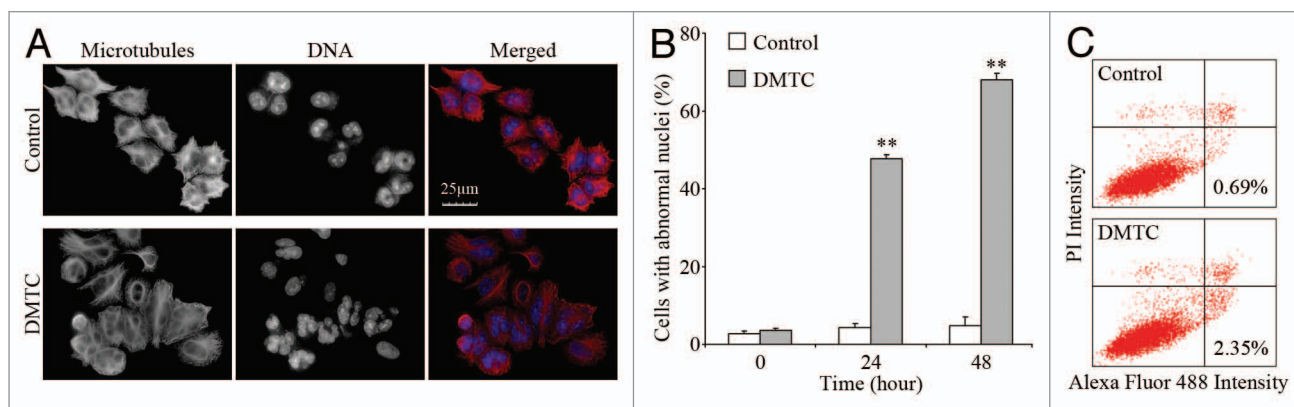 A
Microtubules
DNA
Merged
Control
25μm
DMTC
B
Cells with abnormal nuclei (%)
80
60
40
20
0
Control
DMTC
**
**
0
24
48
Time (hour)
C
Control
0.69%
DMTC
2.35%
PI Intensity
Alexa Fluor 488 Intensity